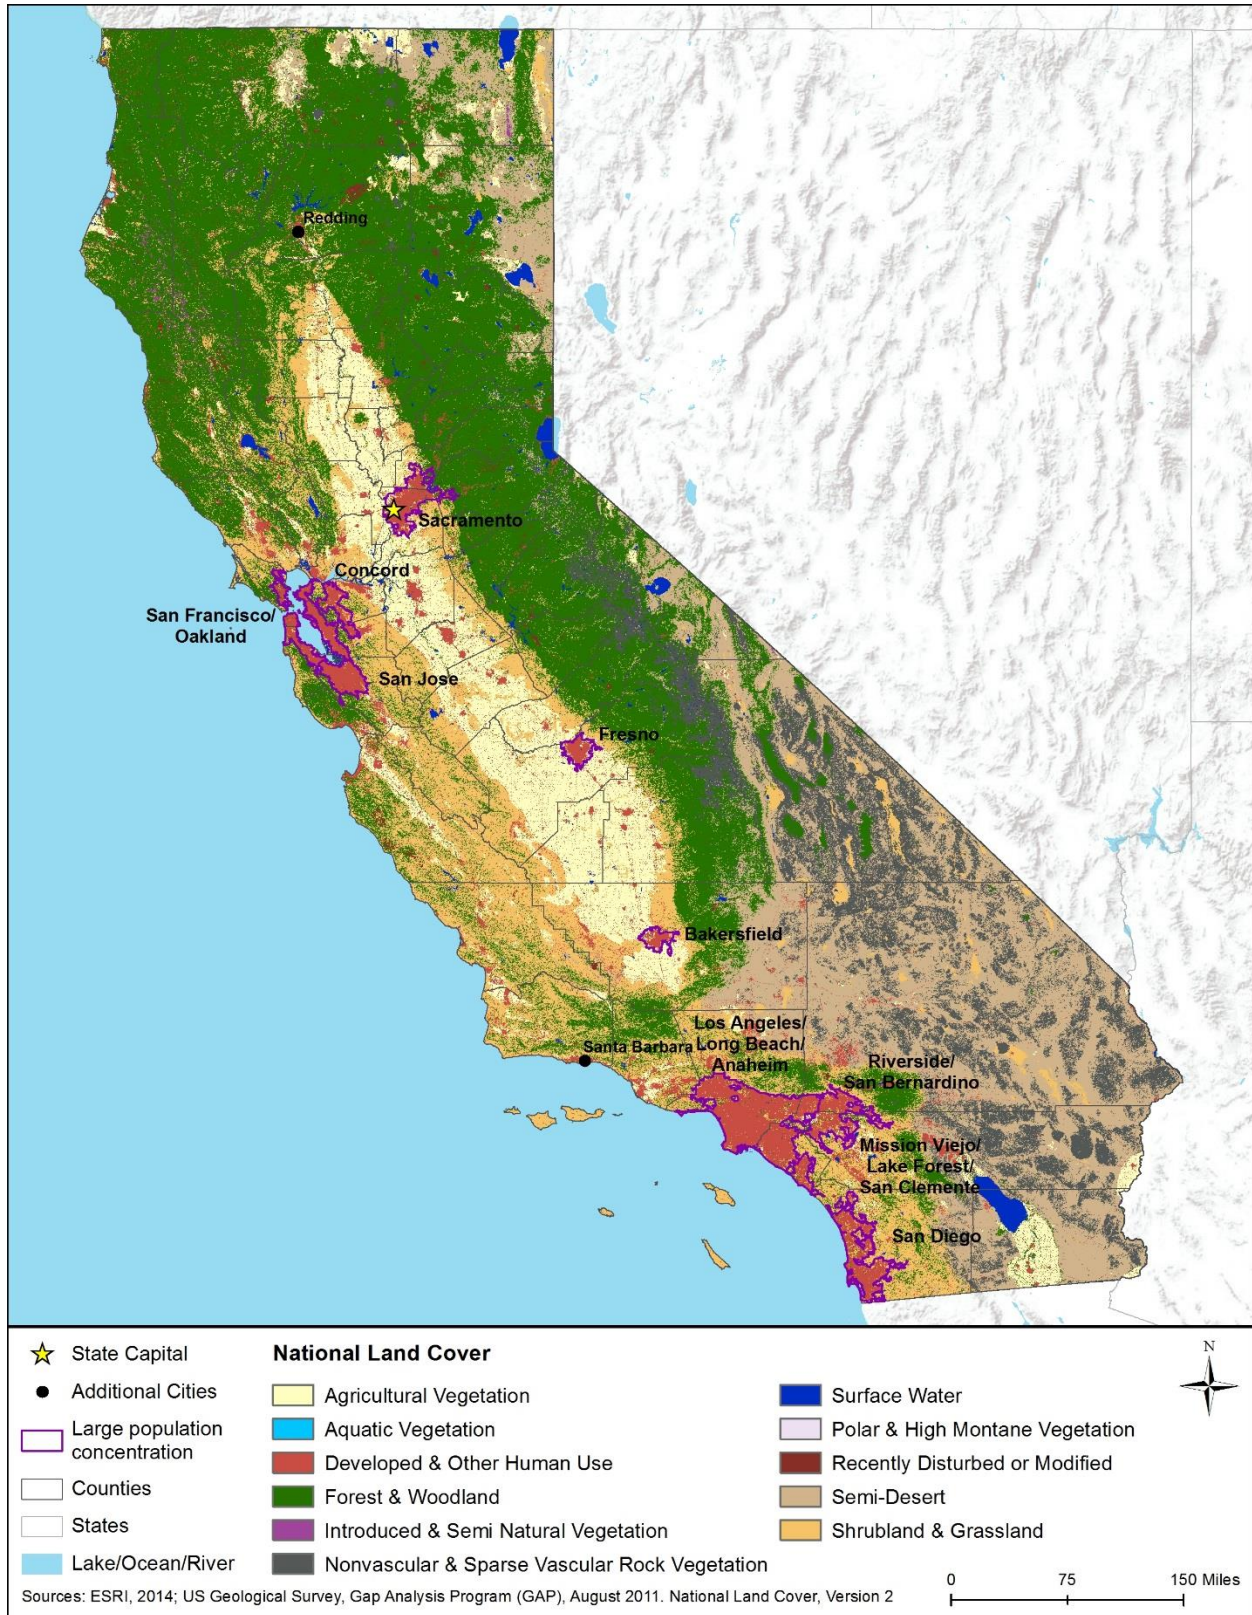 Redding
Sacramento
Concord
San Francisco/
Oakland
San Jose
Fresno
Bakersfield
Los Angeles/
Long Beach/
Anaheim
Santa Barbara
Riverside/
San Bernardino
Mission Viejo/
Lake Forest/
San Clemente
San Diego
State Capital
Additional Cities
Large population
concentration
Counties
States
Lake/Ocean/River
National Land Cover
Agricultural Vegetation
Aquatic Vegetation
Developed & Other Human Use
Forest & Woodland
Introduced & Semi Natural Vegetation
Nonvascular & Sparse Vascular Rock Vegetation
Surface Water
Polar & High Montane Vegetation
Recently Disturbed or Modified
Semi-Desert
Shrubland & Grassland
N
0 75 150 Miles
Sources: ESRI, 2014; US Geological Survey, Gap Analysis Program (GAP), August 2011. National Land Cover, Version 2